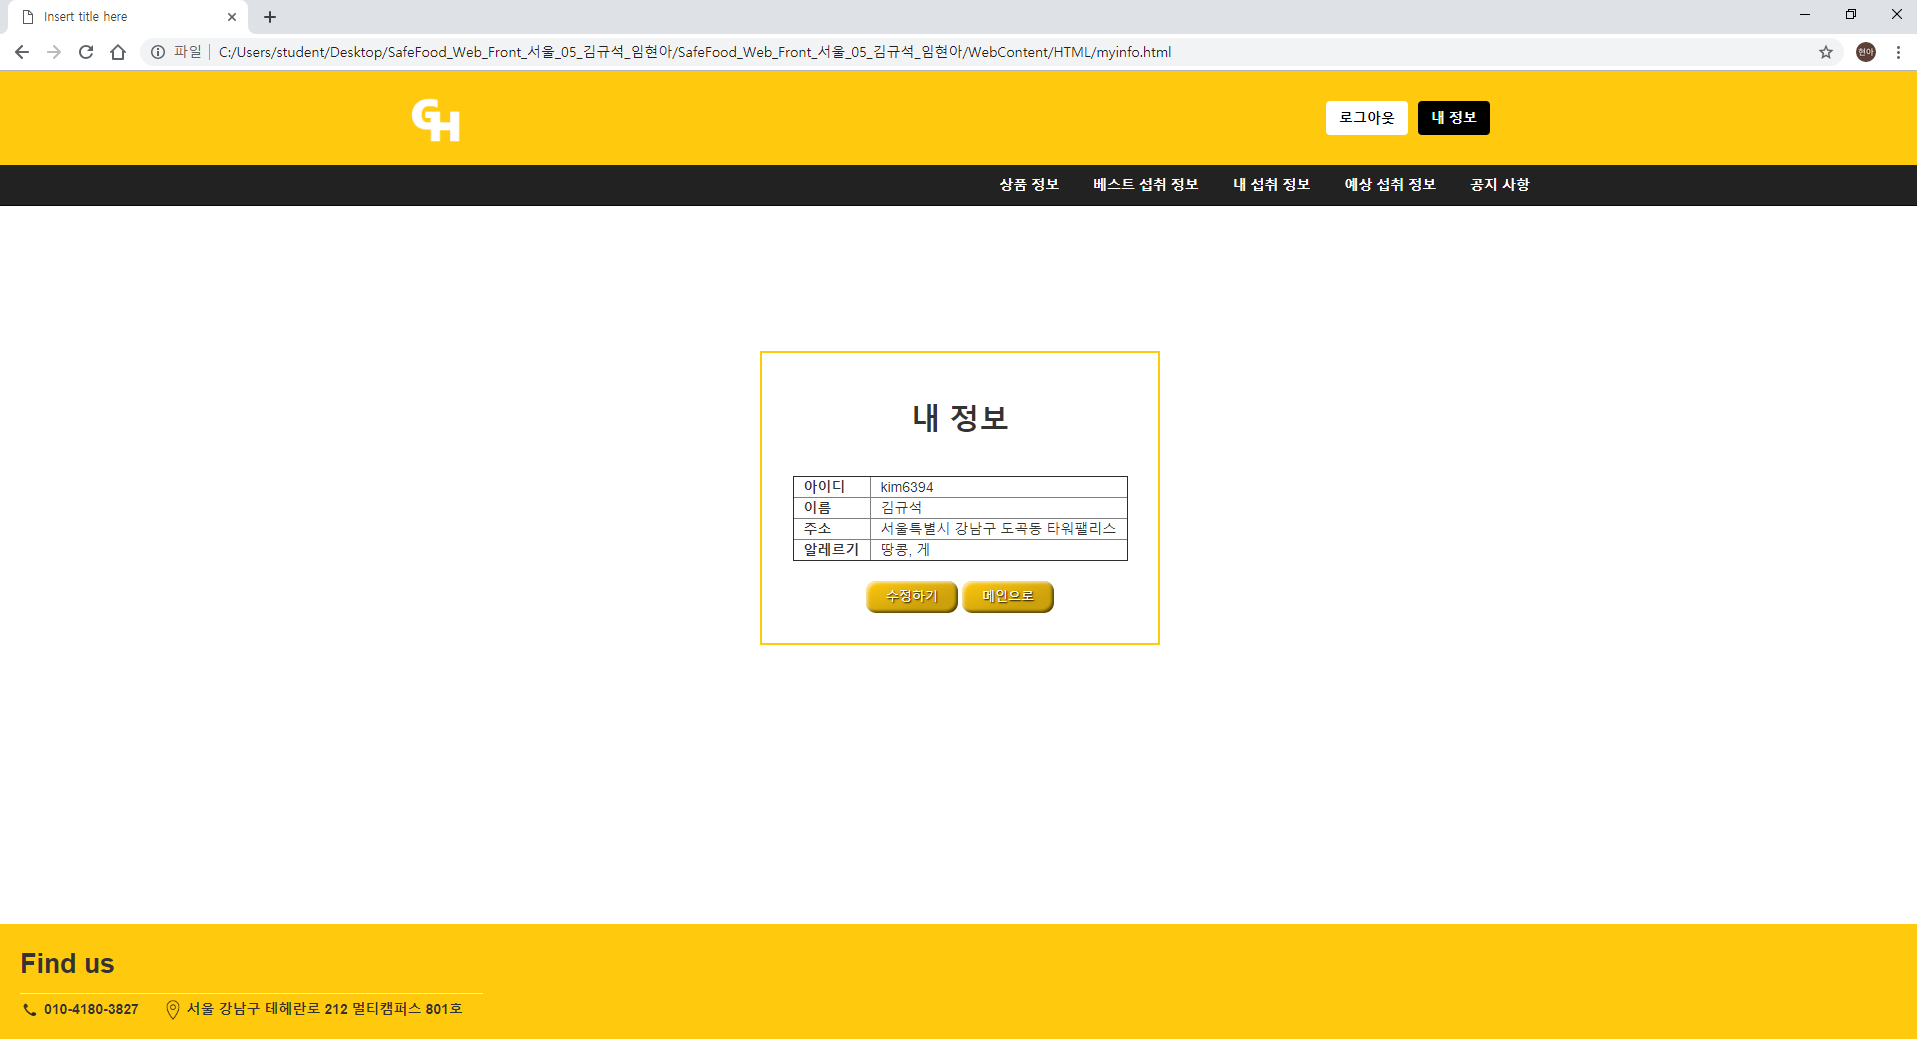 Insert title here
파일 C:/Users/student/Desktop/SafeFood_Web_Front_서울_05_김규석_임현아/SafeFood_Web_Front_서울_05_김규석_임현아/WebContent/HTML/myinfo.html 현아
GH 로그아웃 내 정보
상품 정보 베스트 섭취 정보 내 섭취 정보 예상 섭취 정보 공지 사항
내 정보
아이디 kim6394
이름 김규석
주소 서울특별시 강남구 도곡동 타워팰리스
알레르기 땅콩, 게
수정하기 메인으로
Find us
010-4180-3827 서울 강남구 테헤란로 212 멀티캠퍼스 801호